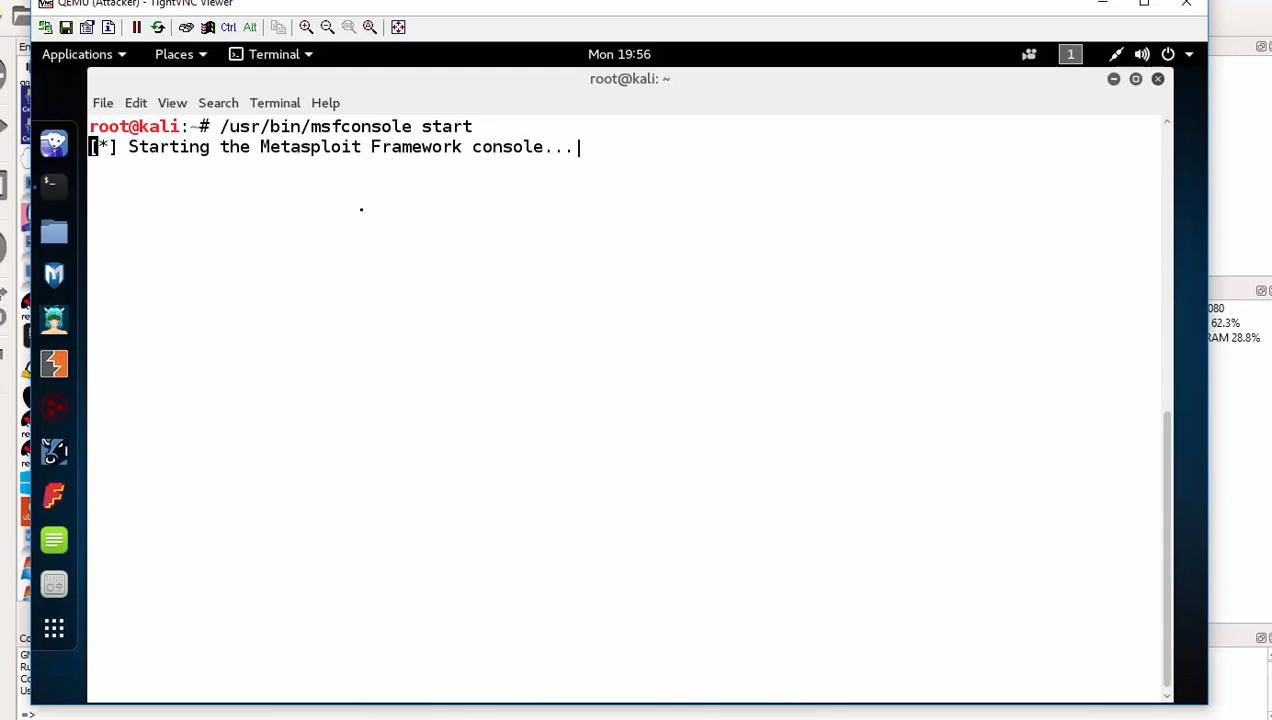 QEMU (Attacker) - TightVNC Viewer
Ctrl Alt
Applications Places Terminal Mon 19:56 1
root@kali: ~
File Edit View Search Terminal Help
root@kali:~# /usr/bin/msfconsole start
[*] Starting the Metasploit Framework console...|
080
62.3%
RAM 28.8%
=>